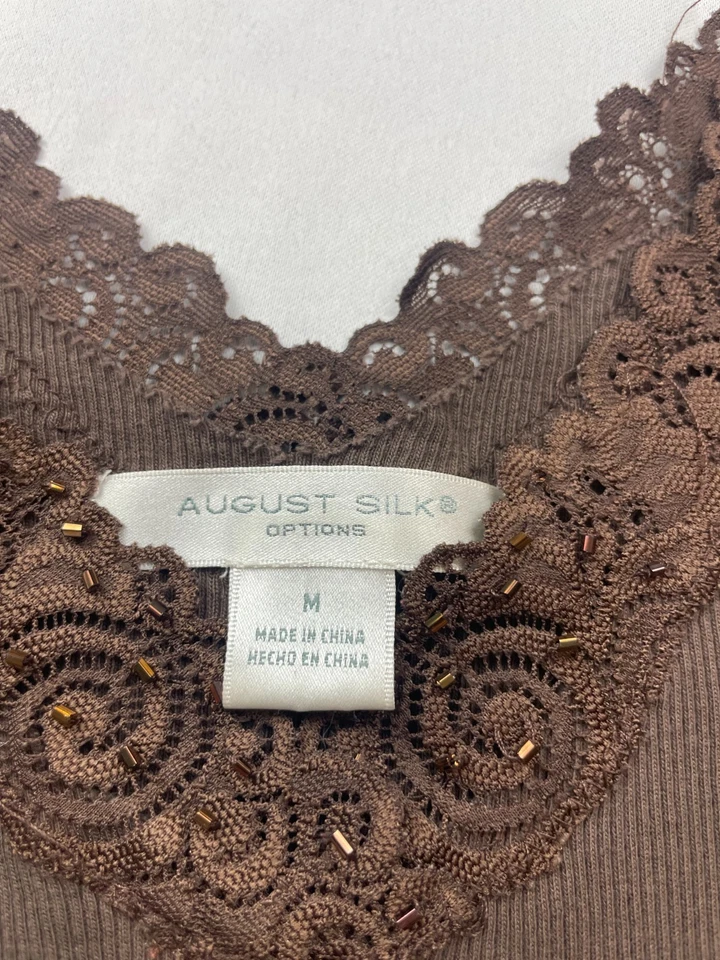 AUGUST SILK®
OPTIONS
M
MADE IN CHINA
HECHO EN CHINA